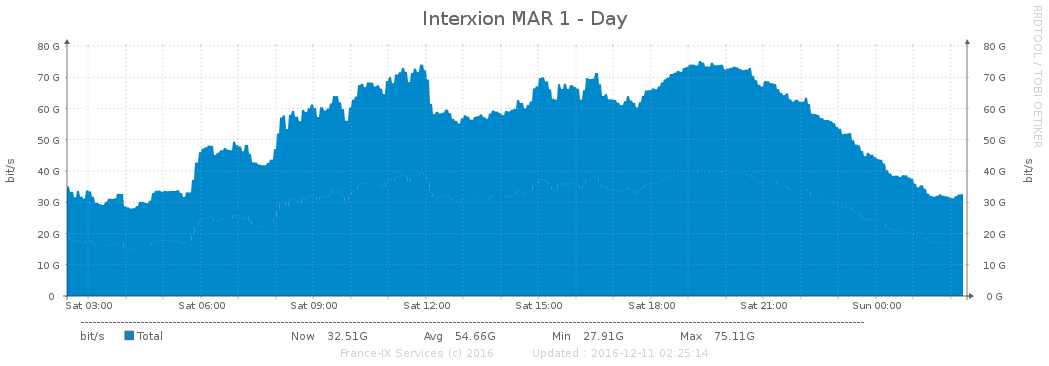 Interxion MAR 1 - Day
RRDTOOL / TOBI OETIKER
bit/s
80 G 80 G
70 G 70 G
60 G 60 G
50 G 50 G
40 G 40 G
30 G 30 G
20 G 20 G
10 G 10 G
0 0 G
bit/s
Sat 03:00 Sat 06:00 Sat 09:00 Sat 12:00 Sat 15:00 Sat 18:00 Sat 21:00 Sun 00:00
bit/s Total Now 32.51G Avg 54.66G Min 27.91G Max 75.11G
France-IX Services (c) 2016 Updated : 2016-12-11 02:25:14